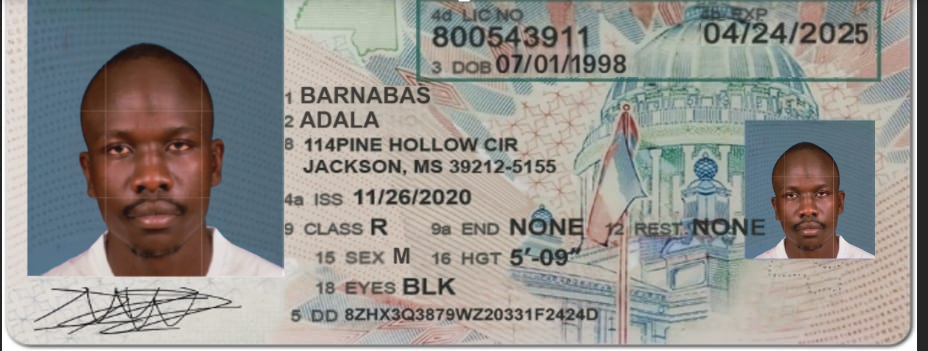 4d LIC NO
800543911
4b EXP
04/24/2025
3 DOB 07/01/1998
1 BARNABAS
2 ADALA
8 114PINE HOLLOW CIR
JACKSON, MS 39212-5155
4a ISS 11/26/2020
9 CLASS R 9a END NONE 12 REST NONE
15 SEX M 16 HGT 5'-09"
18 EYES BLK
5 DD 8ZHX3Q3879WZ20331F2424D